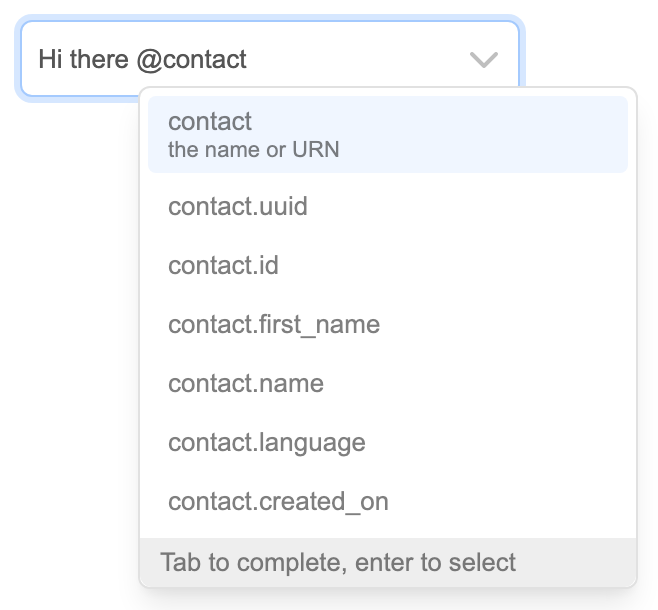 Hi there @contact
contact
the name or URN
contact.uuid
contact.id
contact.first_name
contact.name
contact.language
contact.created_on
Tab to complete, enter to select